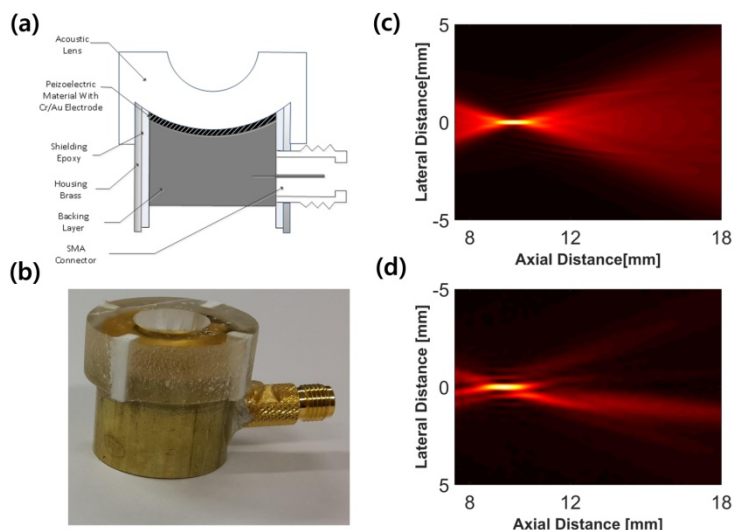 (a)
Acoustic
Lens
Peizoelectric
Material With
Cr/Au Electrode
Shielding
Epoxy
Housing
Brass
Backing
Layer
SMA
Connector
(b)
(c)
5
Lateral Distance[mm]
0
-5
8
12
18
Axial Distance[mm]
(d)
-5
Lateral Distance [mm]
0
5
8
12
18
Axial Distance [mm]